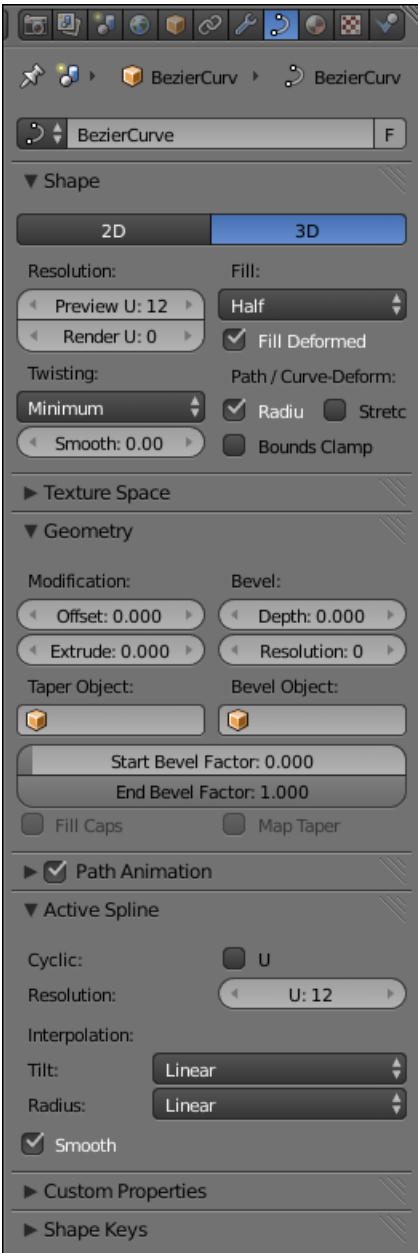 BezierCurv BezierCurv
BezierCurve F
Shape
2D 3D
Resolution: Fill:
Preview U: 12 Half
Render U: 0 Fill Deformed
Twisting: Path / Curve-Deform:
Minimum Radiu Stretc
Smooth: 0.00 Bounds Clamp
Texture Space
Geometry
Modification: Bevel:
Offset: 0.000 Depth: 0.000
Extrude: 0.000 Resolution: 0
Taper Object: Bevel Object:
Start Bevel Factor: 0.000
End Bevel Factor: 1.000
Fill Caps Map Taper
Path Animation
Active Spline
Cyclic: U
Resolution: U: 12
Interpolation:
Tilt: Linear
Radius: Linear
Smooth
Custom Properties
Shape Keys